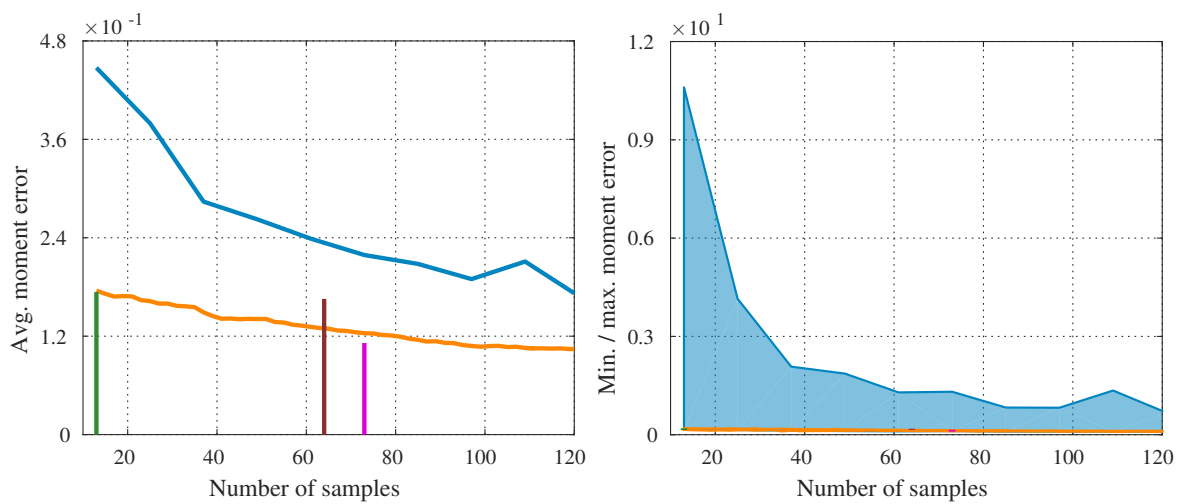 ×10 -1
4.8
3.6
2.4
1.2
0
20 40 60 80 100 120
Number of samples
Avg. moment error
×10 1
1.2
0.9
0.6
0.3
0
20 40 60 80 100 120
Number of samples
Min. / max. moment error